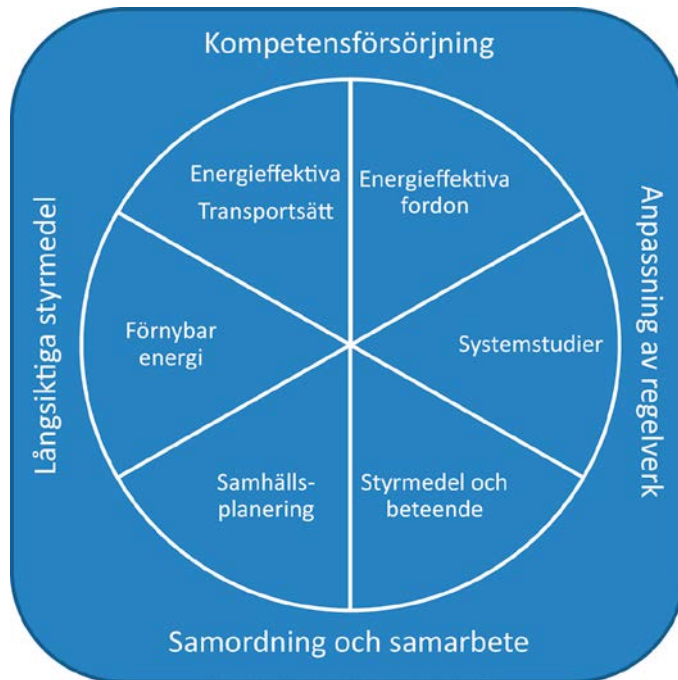 Kompetensförsörjning
Energieffektiva
Transportsätt
Energieffektiva
fordon
Långsiktiga styrmedel
Förnybar
energi
Systemstudier
Anpassning av regelverk
Samhälls-
planering
Styrmedel och
beteende
Samordning och samarbete